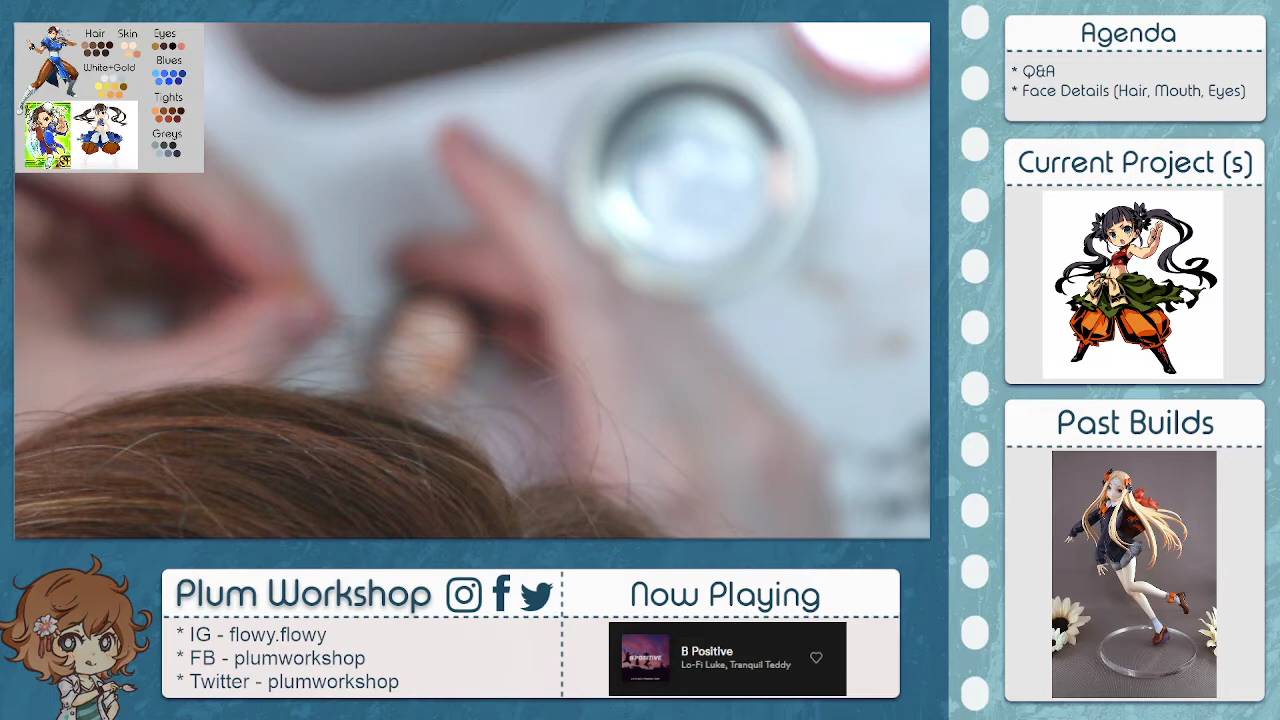 Hair Skin Eyes
White+Gold
Blues
Tights
Greys
Agenda
* Q&A
* Face Details (Hair, Mouth, Eyes)
Current Project (s)
Past Builds
Plum Workshop
* IG - flowy.flowy
* FB - plumworkshop
* Twitter - plumworkshop
Now Playing
B Positive
Lo-Fi Luke, Tranquil Teddy
B POSITIVE